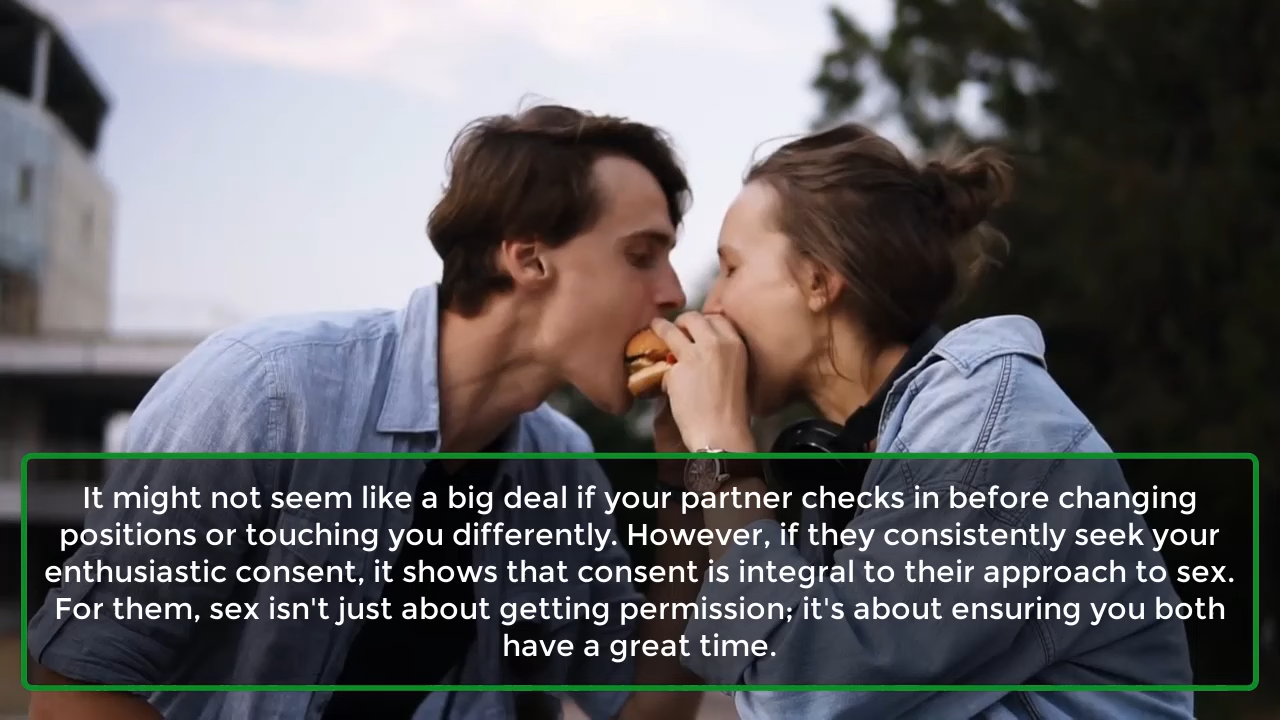 It might not seem like a big deal if your partner checks in before changing
positions or touching you differently. However, if they consistently seek your
enthusiastic consent, it shows that consent is integral to their approach to sex.
For them, sex isn't just about getting permission; it's about ensuring you both
have a great time.